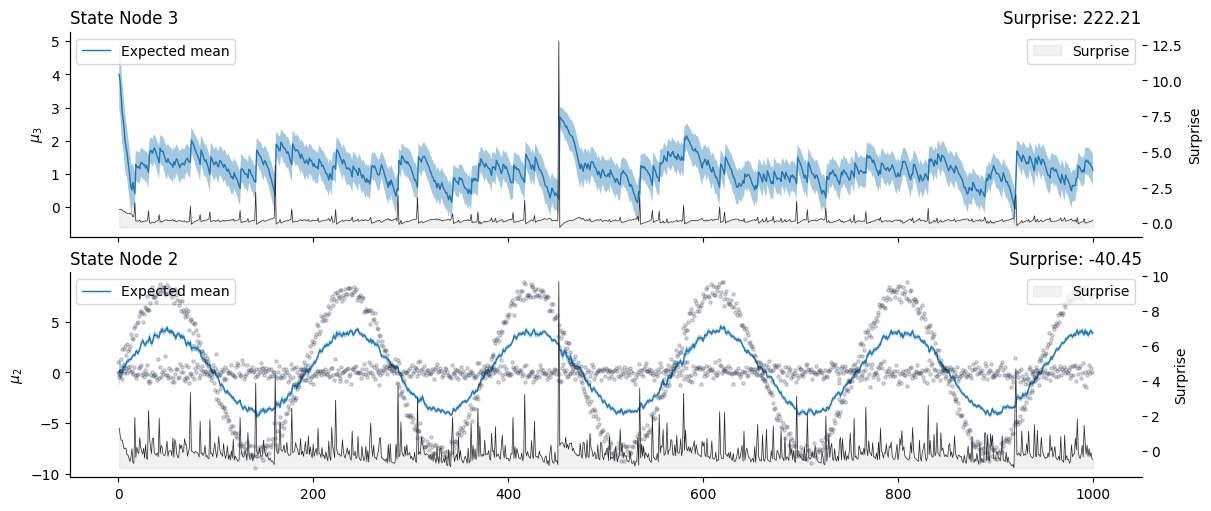 State Node 3
Surprise: 222.21
Expected mean
Surprise
5
4
3
2
1
0
μ3
12.5
10.0
7.5
5.0
2.5
0.0
Surprise
State Node 2
Surprise: -40.45
Expected mean
Surprise
5
0
−5
−10
μ2
10
8
6
4
2
0
Surprise
0
200
400
600
800
1000